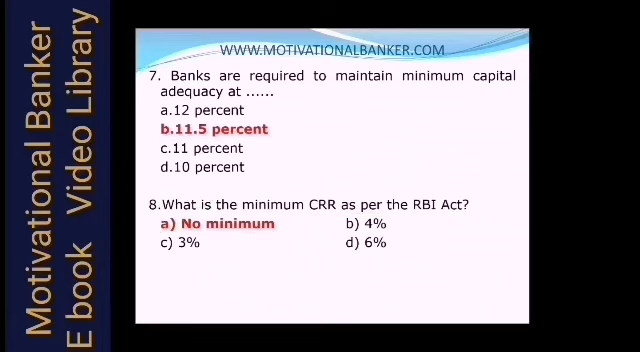 Motivational Banker
E book Video Library
WWW.MOTIVATIONALBANKER.COM
7. Banks are required to maintain minimum capital
adequacy at ......
a.12 percent
b.11.5 percent
c.11 percent
d.10 percent
8.What is the minimum CRR as per the RBI Act?
a) No minimum b) 4%
c) 3% d) 6%